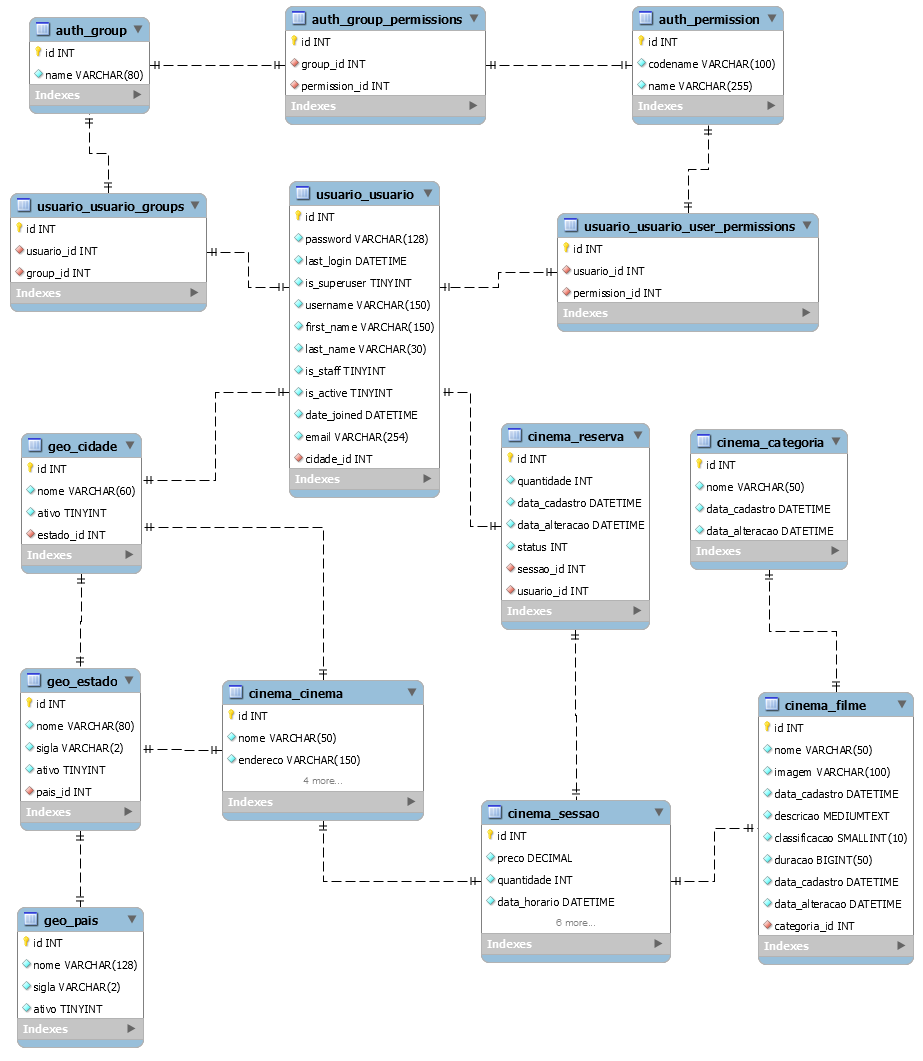 auth_group
id INT
name VARCHAR(80)
Indexes
auth_group_permissions
id INT
group_id INT
permission_id INT
Indexes
auth_permission
id INT
codename VARCHAR(100)
name VARCHAR(255)
Indexes
usuario_usuario_groups
id INT
usuario_id INT
group_id INT
Indexes
usuario_usuario
id INT
password VARCHAR(128)
last_login DATETIME
is_superuser TINYINT
username VARCHAR(150)
first_name VARCHAR(150)
last_name VARCHAR(30)
is_staff TINYINT
is_active TINYINT
date_joined DATETIME
email VARCHAR(254)
cidade_id INT
Indexes
usuario_usuario_user_permissions
id INT
usuario_id INT
permission_id INT
Indexes
geo_cidade
id INT
nome VARCHAR(60)
ativo TINYINT
estado_id INT
Indexes
cinema_reserva
id INT
quantidade INT
data_cadastro DATETIME
data_alteracao DATETIME
status INT
sessao_id INT
usuario_id INT
Indexes
cinema_categoria
id INT
nome VARCHAR(50)
data_cadastro DATETIME
data_alteracao DATETIME
Indexes
geo_estado
id INT
nome VARCHAR(80)
sigla VARCHAR(2)
ativo TINYINT
pais_id INT
Indexes
cinema_cinema
id INT
nome VARCHAR(50)
endereco VARCHAR(150)
4 more...
Indexes
cinema_filme
id INT
nome VARCHAR(50)
imagem VARCHAR(100)
data_cadastro DATETIME
descricao MEDIUMTEXT
classificacao SMALLINT(10)
duracao BIGINT(50)
data_cadastro DATETIME
data_alteracao DATETIME
categoria_id INT
Indexes
cinema_sessao
id INT
preco DECIMAL
quantidade INT
data_horario DATETIME
6 more...
Indexes
geo_pais
id INT
nome VARCHAR(128)
sigla VARCHAR(2)
ativo TINYINT
Indexes